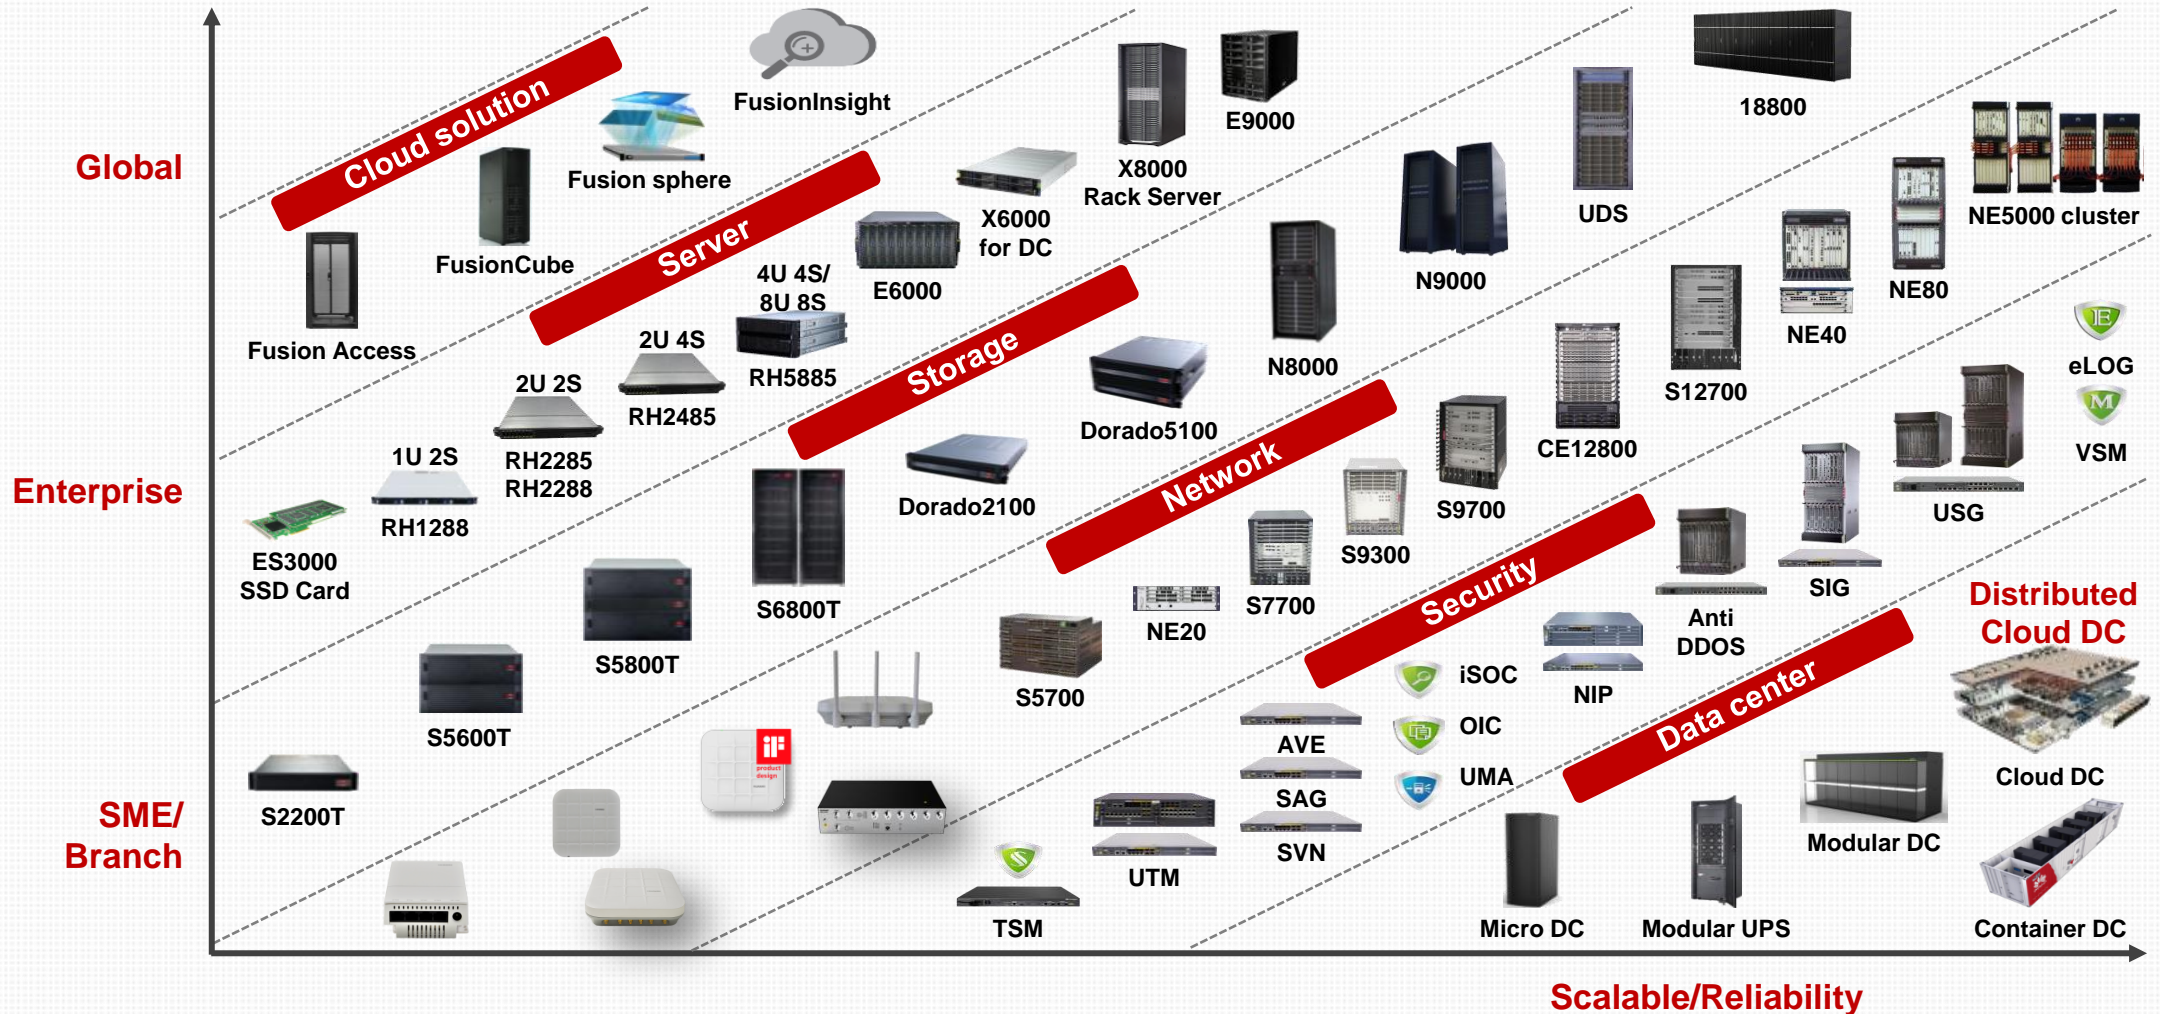 Global
Enterprise
SME/
Branch
Scalable/Reliability
Cloud solution
Fusion Access
FusionCube
Fusion sphere
FusionInsight
Server
ES3000
SSD Card
1U 2S
RH1288
2U 2S
RH2285
RH2288
2U 4S
RH2485
4U 4S/
8U 8S
RH5885
E6000
X6000
for DC
X8000
Rack Server
E9000
Storage
S2200T
S5600T
S5800T
S6800T
Dorado2100
Dorado5100
N8000
N9000
UDS
18800
Network
iF
product
design
S5700
NE20
S7700
S9300
S9700
CE12800
S12700
NE40
NE80
NE5000 cluster
Security
S
TSM
UTM
AVE
SAG
SVN
iSOC
OIC
UMA
NIP
Anti
DDOS
SIG
USG
E
eLOG
M
VSM
Data center
Micro DC
Modular UPS
Modular DC
Distributed
Cloud DC
Cloud DC
Container DC